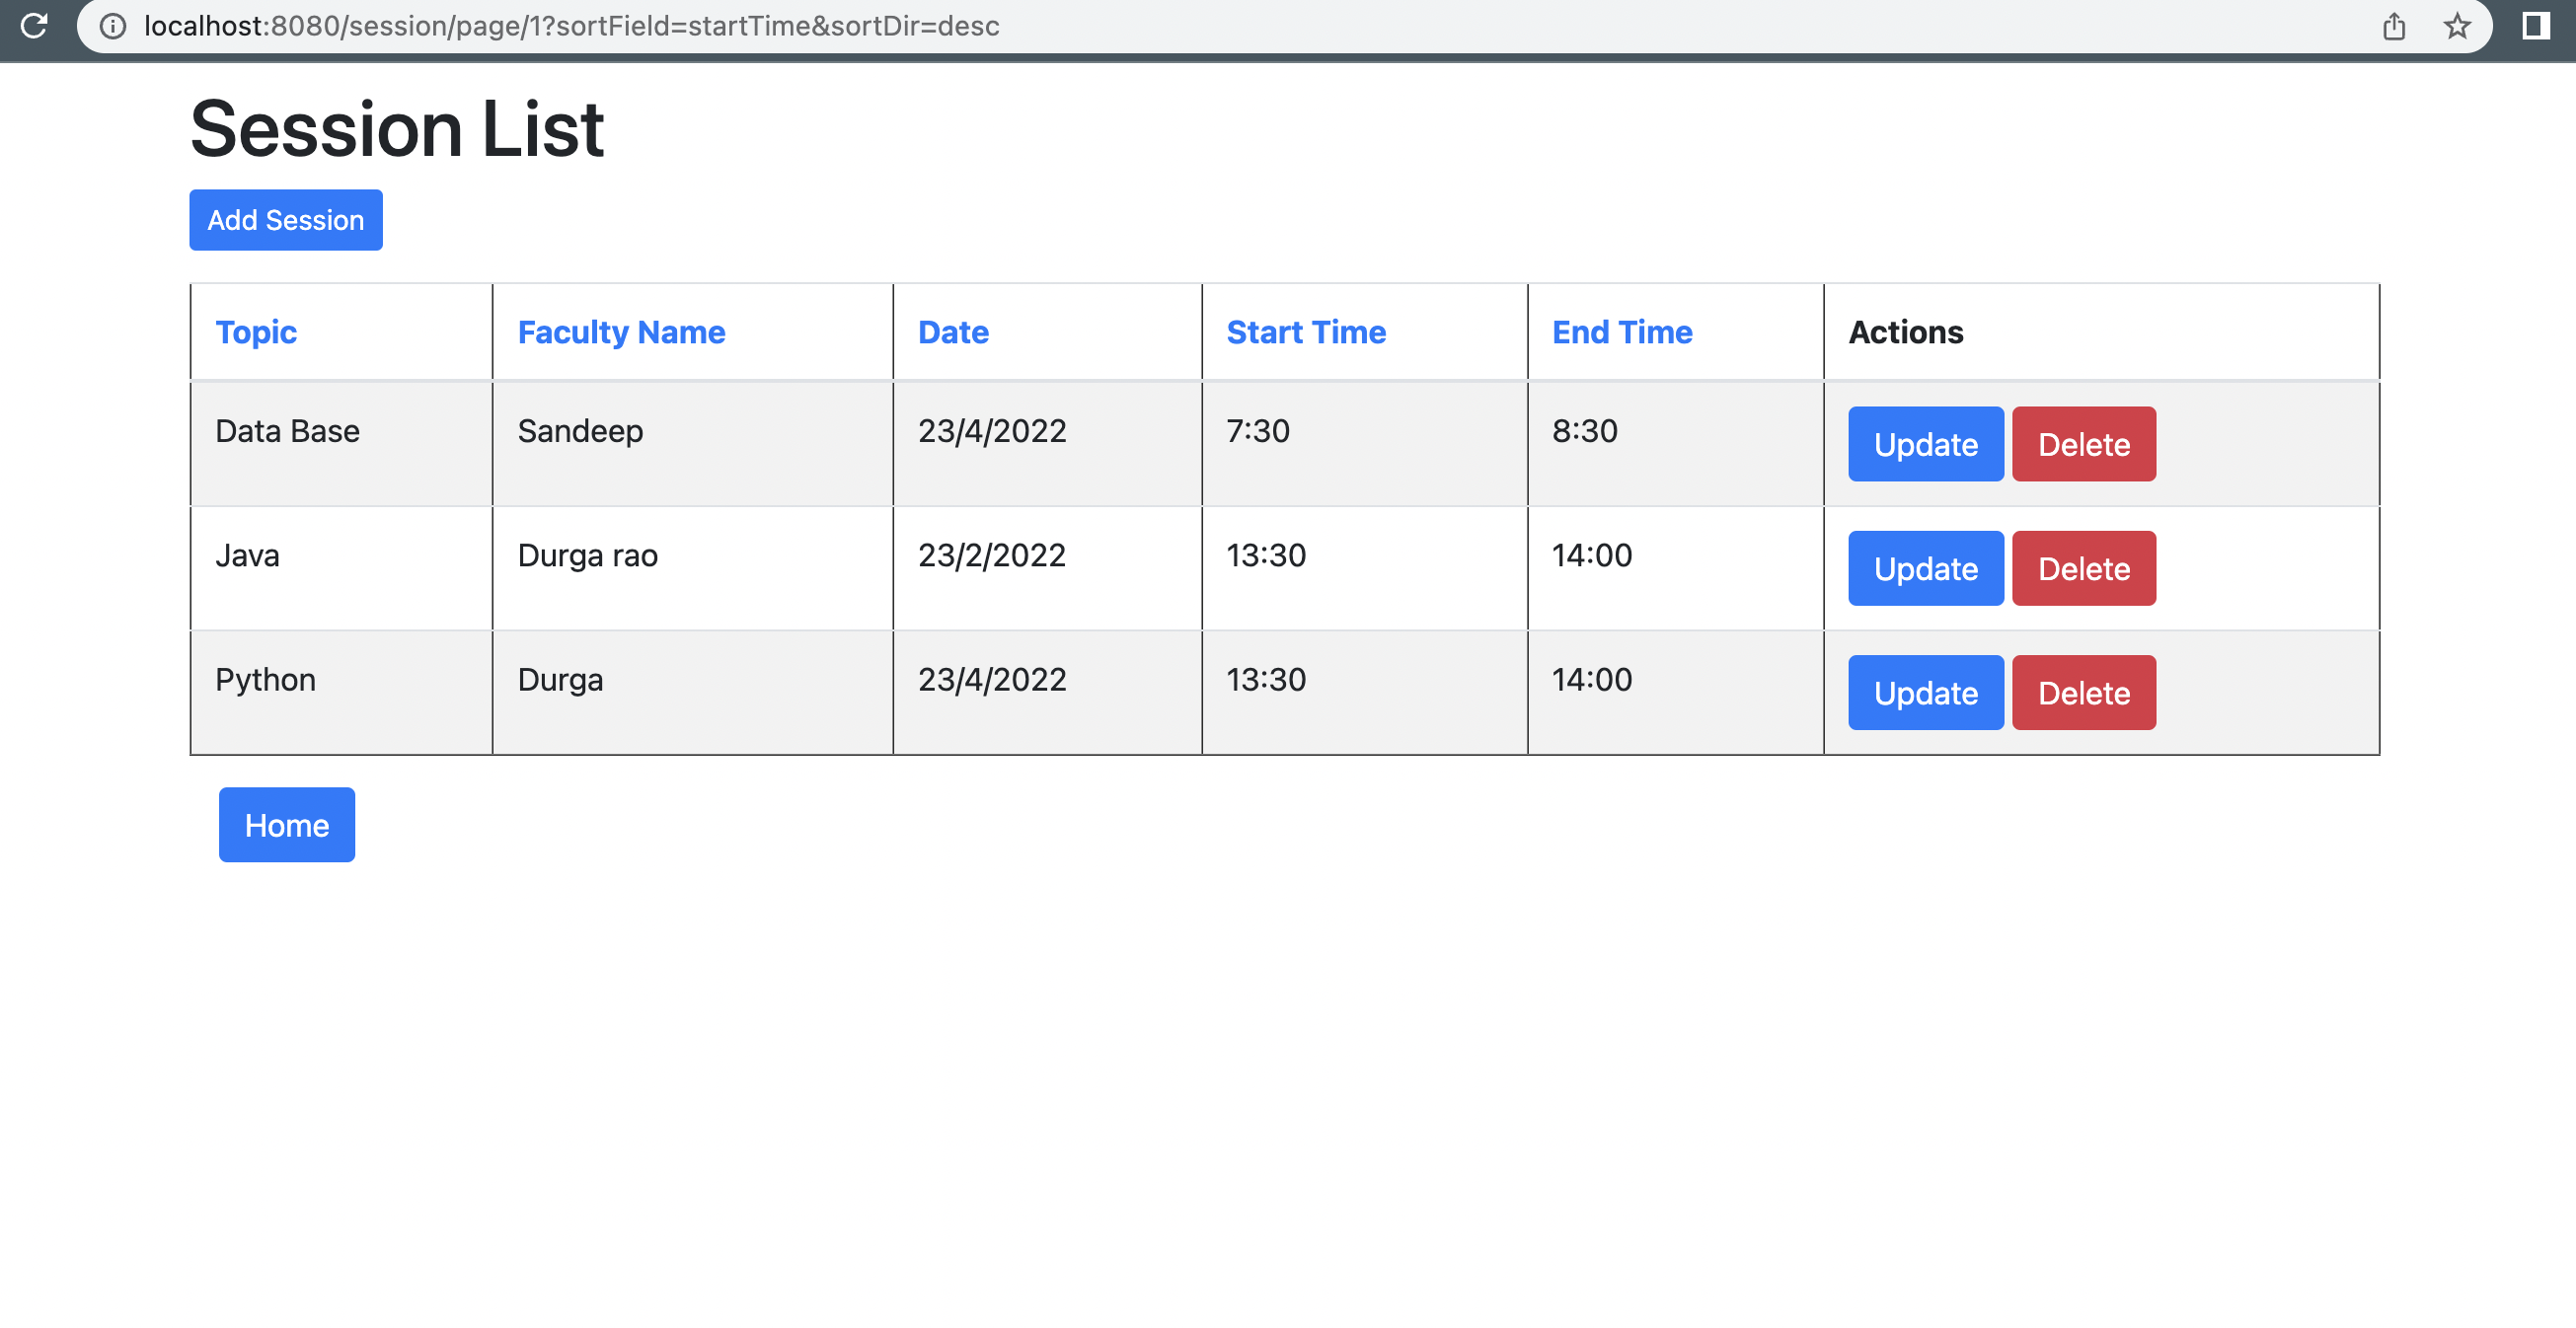 localhost:8080/session/page/1?sortField=startTime&sortDir=desc
Session List
Add Session
Topic Faculty Name Date Start Time End Time Actions
Data Base Sandeep 23/4/2022 7:30 8:30 Update Delete
Java Durga rao 23/2/2022 13:30 14:00 Update Delete
Python Durga 23/4/2022 13:30 14:00 Update Delete
Home